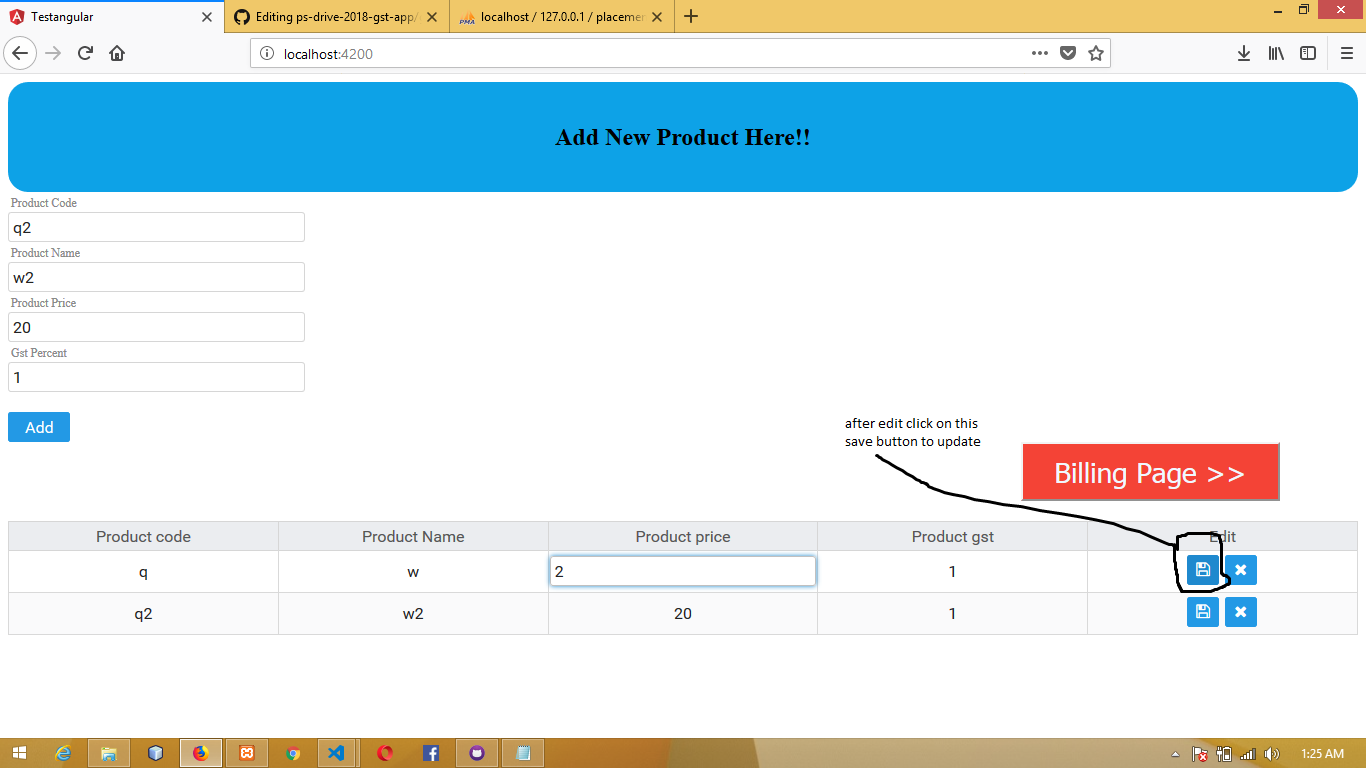 Testangular
Editing ps-drive-2018-gst-app/
localhost / 127.0.0.1 / placemen
localhost:4200
Add New Product Here!!
Product Code
q2
Product Name
w2
Product Price
20
Gst Percent
1
Add
after edit click on this
save button to update
Billing Page >>
Product code Product Name Product price Product gst Edit
q w 2 1
q2 w2 20 1
1:25 AM